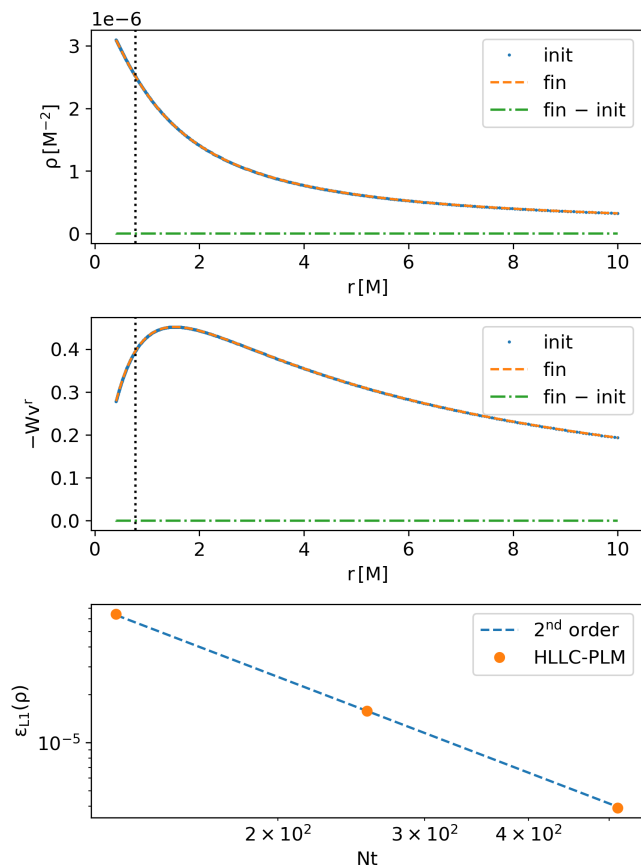 1e−6
3
2
1
0
ρ [M⁻²]
init
fin
fin − init
0 2 4 6 8 10
r [M]
0.4
0.3
0.2
0.1
0.0
−Wvʳ
init
fin
fin − init
0 2 4 6 8 10
r [M]
10⁻⁵
ε_L1(ρ)
2ⁿᵈ order
HLLC-PLM
2 × 10² 3 × 10² 4 × 10²
Nt